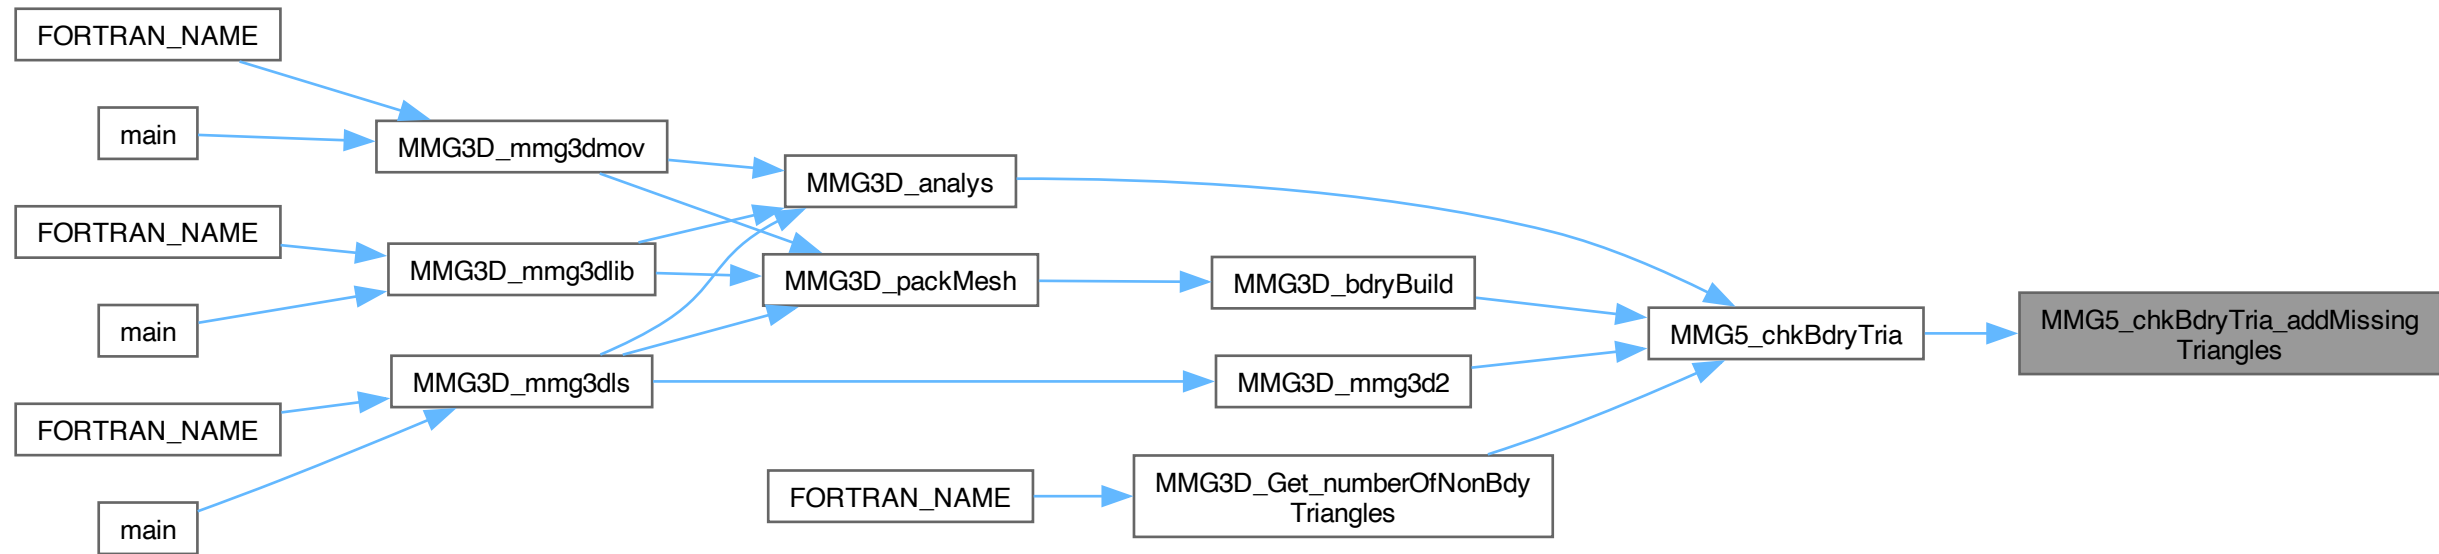 FORTRAN_NAME
main
MMG3D_mmg3dmov
FORTRAN_NAME
MMG3D_mmg3dlib
main
MMG3D_mmg3dls
FORTRAN_NAME
main
MMG3D_analys
MMG3D_packMesh
FORTRAN_NAME
MMG3D_bdryBuild
MMG3D_mmg3d2
MMG3D_Get_numberOfNonBdy
Triangles
MMG5_chkBdryTria
MMG5_chkBdryTria_addMissing
Triangles